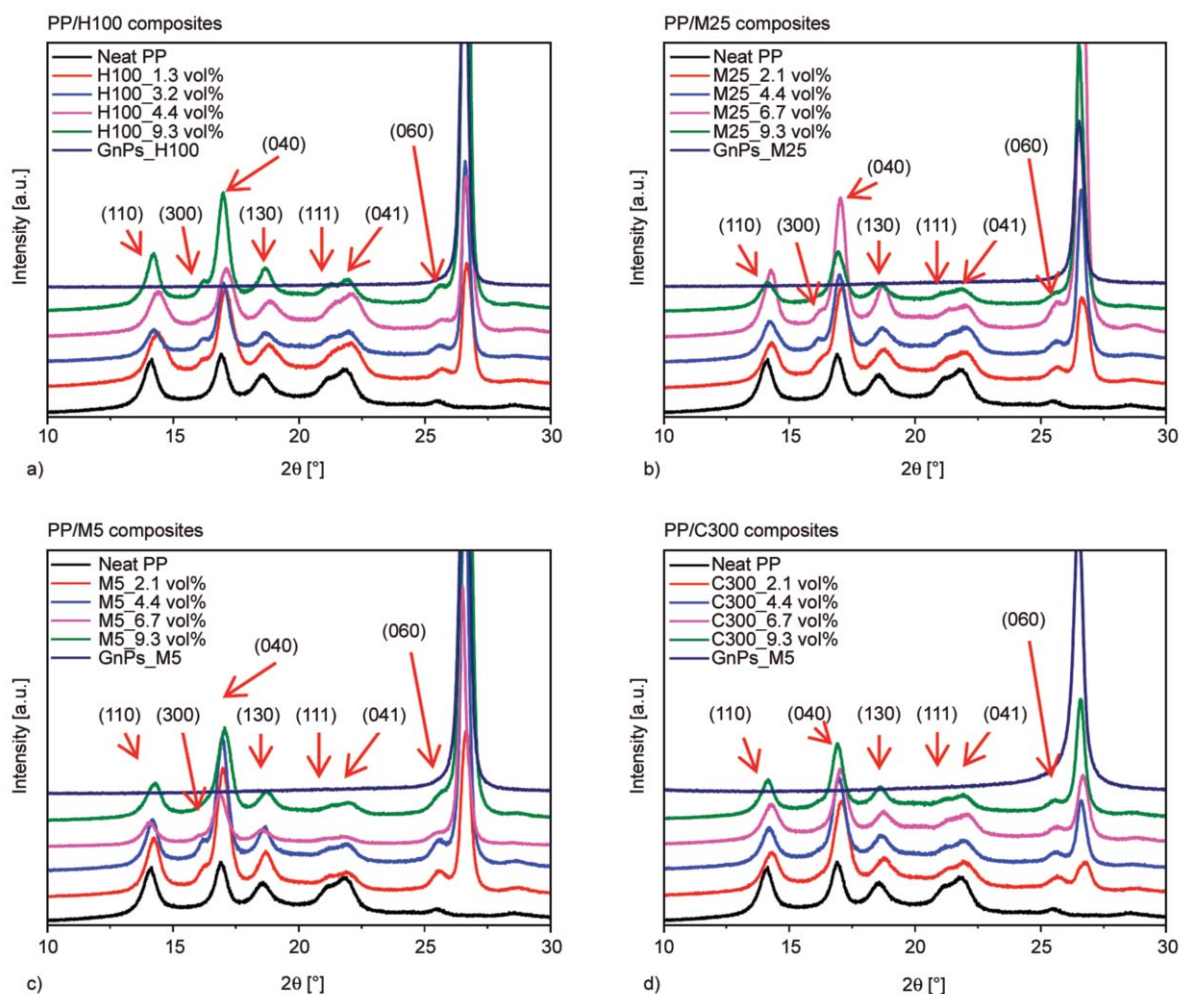 PP/H100 composites
Neat PP
H100_1.3 vol%
H100_3.2 vol%
H100_4.4 vol%
H100_9.3 vol%
GnPs_H100
(060)
(040)
(110)
(300)
(130)
(111)
(041)
Intensity [a.u.]
10
15
20
25
30
a)
2θ [°]
PP/M25 composites
Neat PP
M25_2.1 vol%
M25_4.4 vol%
M25_6.7 vol%
M25_9.3 vol%
GnPs_M25
(060)
(040)
(110)
(300)
(130)
(111)
(041)
Intensity [a.u.]
10
15
20
25
30
b)
2θ [°]
PP/M5 composites
Neat PP
M5_2.1 vol%
M5_4.4 vol%
M5_6.7 vol%
M5_9.3 vol%
GnPs_M5
(060)
(040)
(110)
(300)
(130)
(111)
(041)
Intensity [a.u.]
10
15
20
25
30
c)
2θ [°]
PP/C300 composites
Neat PP
C300_2.1 vol%
C300_4.4 vol%
C300_6.7 vol%
C300_9.3 vol%
GnPs_M5
(060)
(110)
(040)
(130)
(111)
(041)
Intensity [a.u.]
10
15
20
25
30
d)
2θ [°]